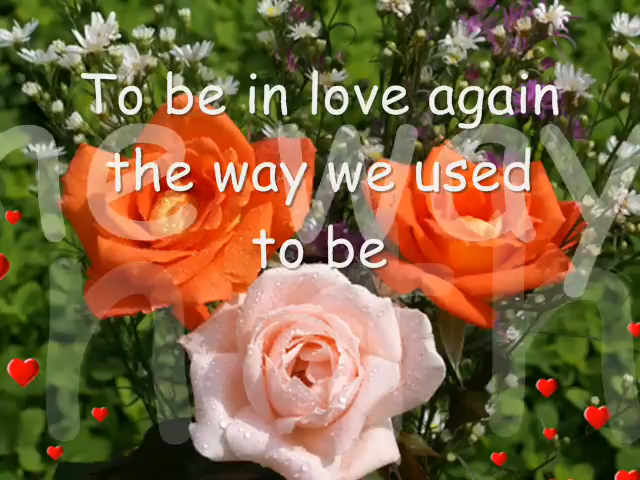 To be in love again
the way we used
to be